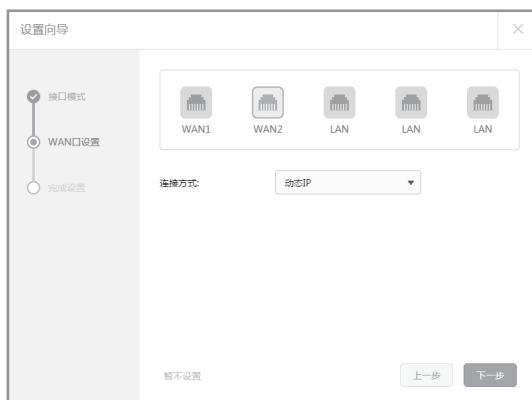 设置向导
接口模式
WAN口设置
完成设置
WAN1 WAN2 LAN LAN LAN
连接方式: 动态IP
暂不设置 上一步 下一步